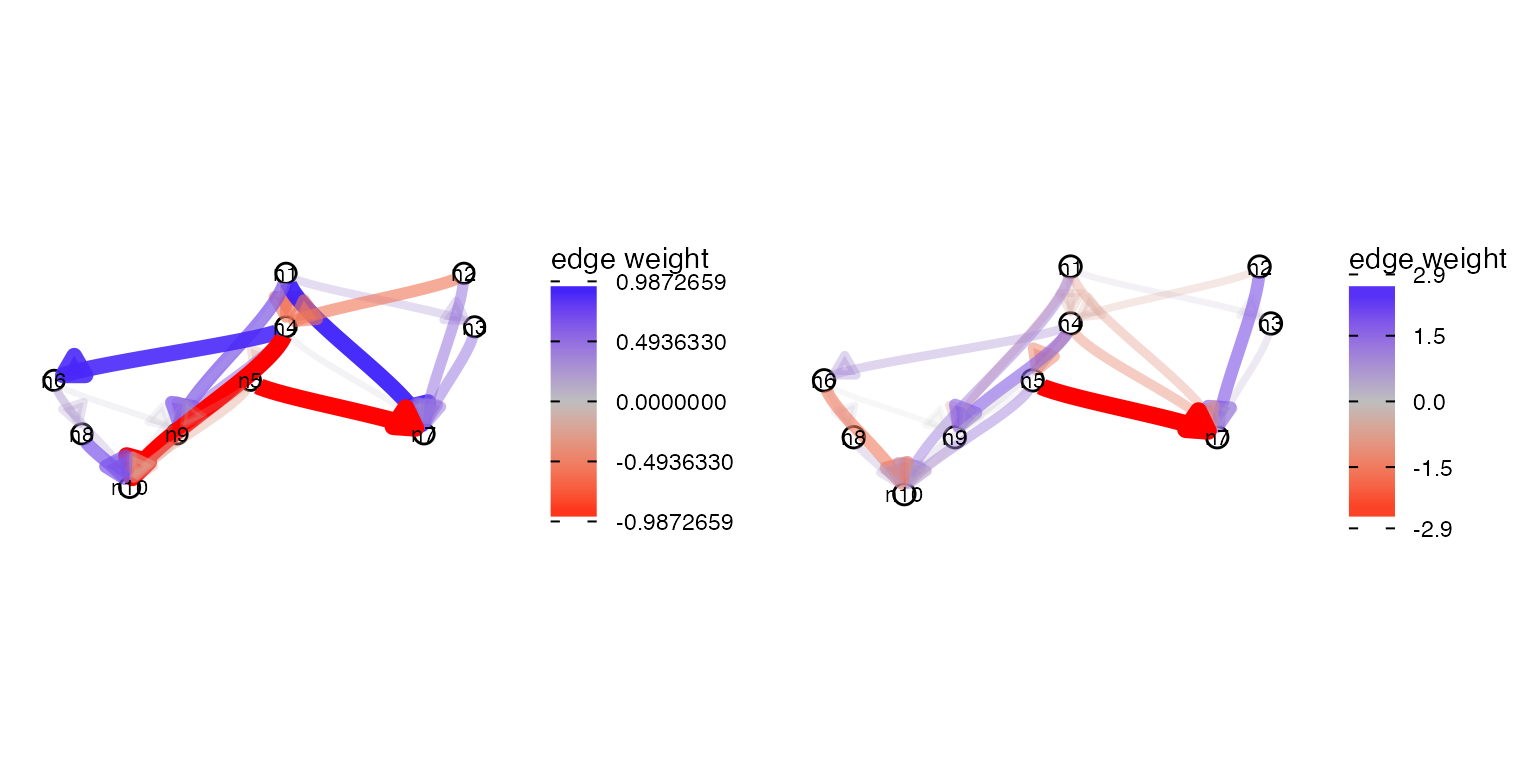 edge weight
0.9872659
0.4936330
0.0000000
-0.4936330
-0.9872659
n1
n2
n4
n3
n6
n5
n8
n9
n7
n10
edge weight
2.9
1.5
0.0
-1.5
-2.9
n1
n2
n4
n3
n6
n5
n8
n9
n7
n10